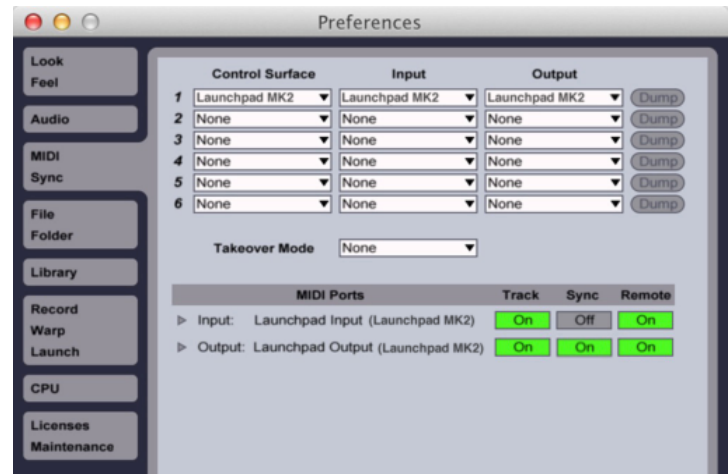 Preferences
Look
Feel
Audio
MIDI
Sync
File
Folder
Library
Record
Warp
Launch
CPU
Licenses
Maintenance
Control Surface Input Output
1 Launchpad MK2 Launchpad MK2 Launchpad MK2 Dump
2 None None None Dump
3 None None None Dump
4 None None None Dump
5 None None None Dump
6 None None None Dump
Takeover Mode None
MIDI Ports Track Sync Remote
Input: Launchpad Input (Launchpad MK2) On Off On
Output: Launchpad Output (Launchpad MK2) On On On